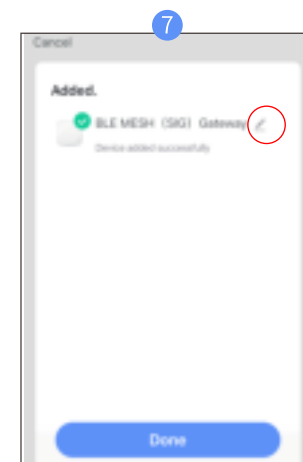 7
Cancel
Added.
BLE MESH (SIG) Gateway
Device added successfully
Done